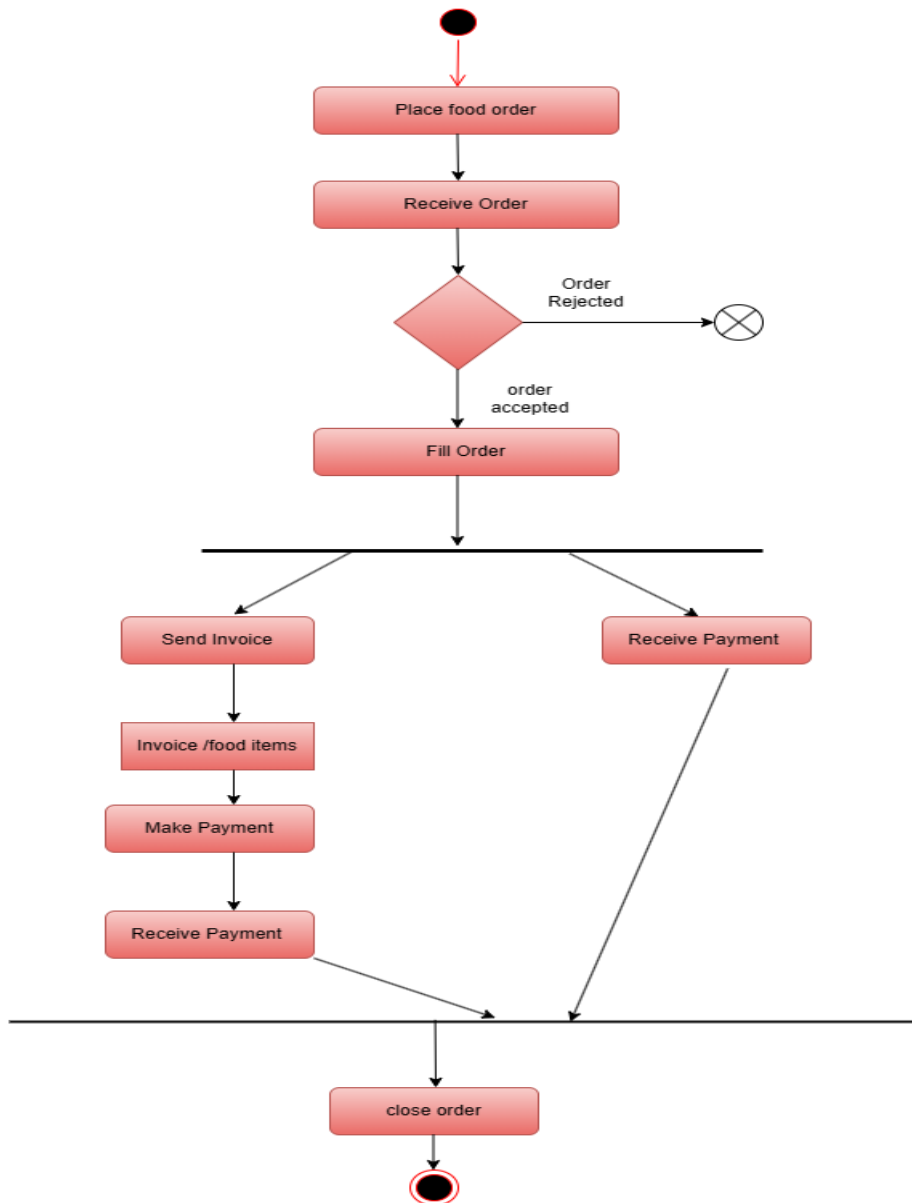 Place food order
Receive Order
Order
Rejected
order
accepted
Fill Order
Send Invoice
Receive Payment
Invoice /food items
Make Payment
Receive Payment
close order